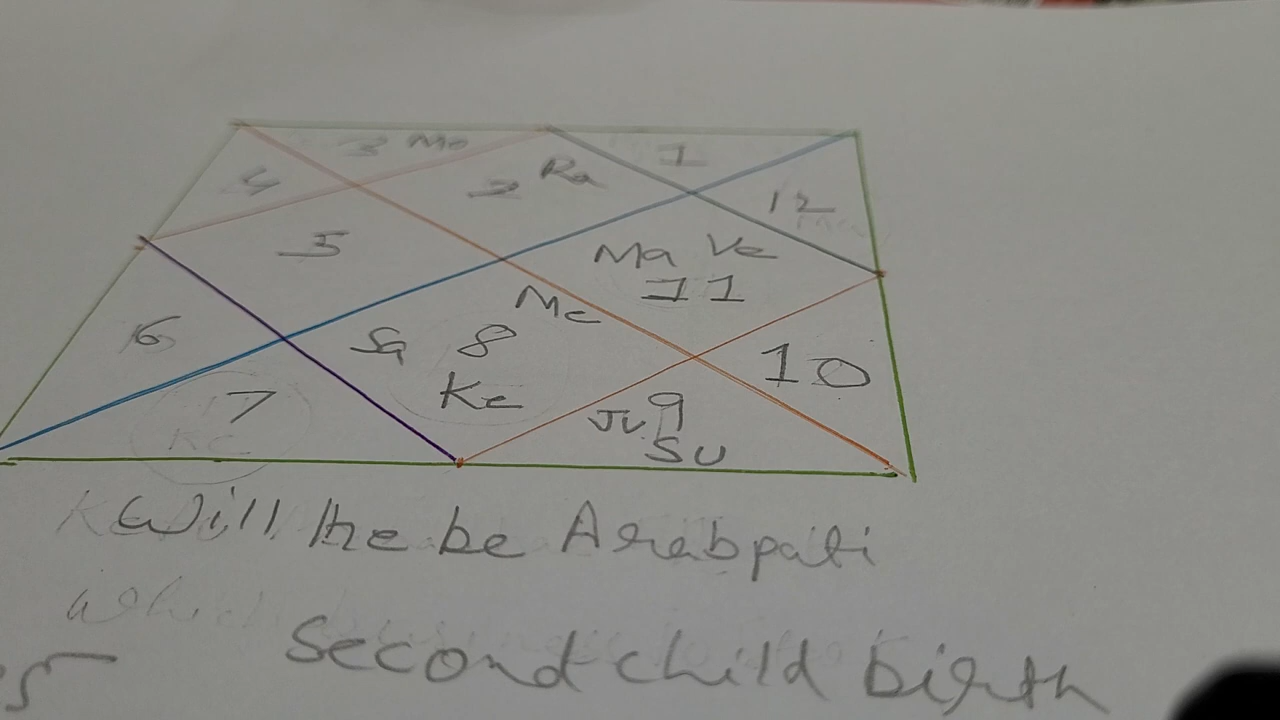 3 Mo
1
4
2 Ra
12
5
Ma Ve
11
Me
6
Sa 8
Ke
10
7
Ju 9
Su
Will he be Arabpati
Second child birth